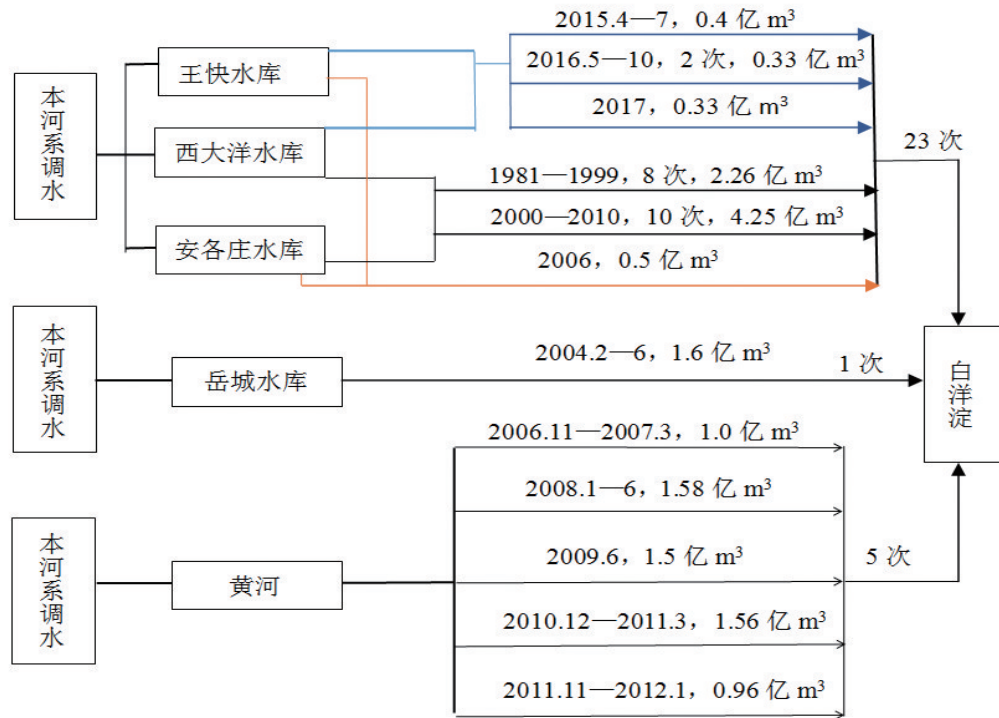 本河系调水
王快水库
西大洋水库
安各庄水库
2015.4—7，0.4 亿 m³
2016.5—10，2 次，0.33 亿 m³
2017，0.33 亿 m³
1981—1999，8 次，2.26 亿 m³
2000—2010，10 次，4.25 亿 m³
2006，0.5 亿 m³
23 次
本河系调水
岳城水库
2004.2—6，1.6 亿 m³
1 次
白洋淀
本河系调水
黄河
2006.11—2007.3，1.0 亿 m³
2008.1—6，1.58 亿 m³
2009.6，1.5 亿 m³
2010.12—2011.3，1.56 亿 m³
2011.11—2012.1，0.96 亿 m³
5 次